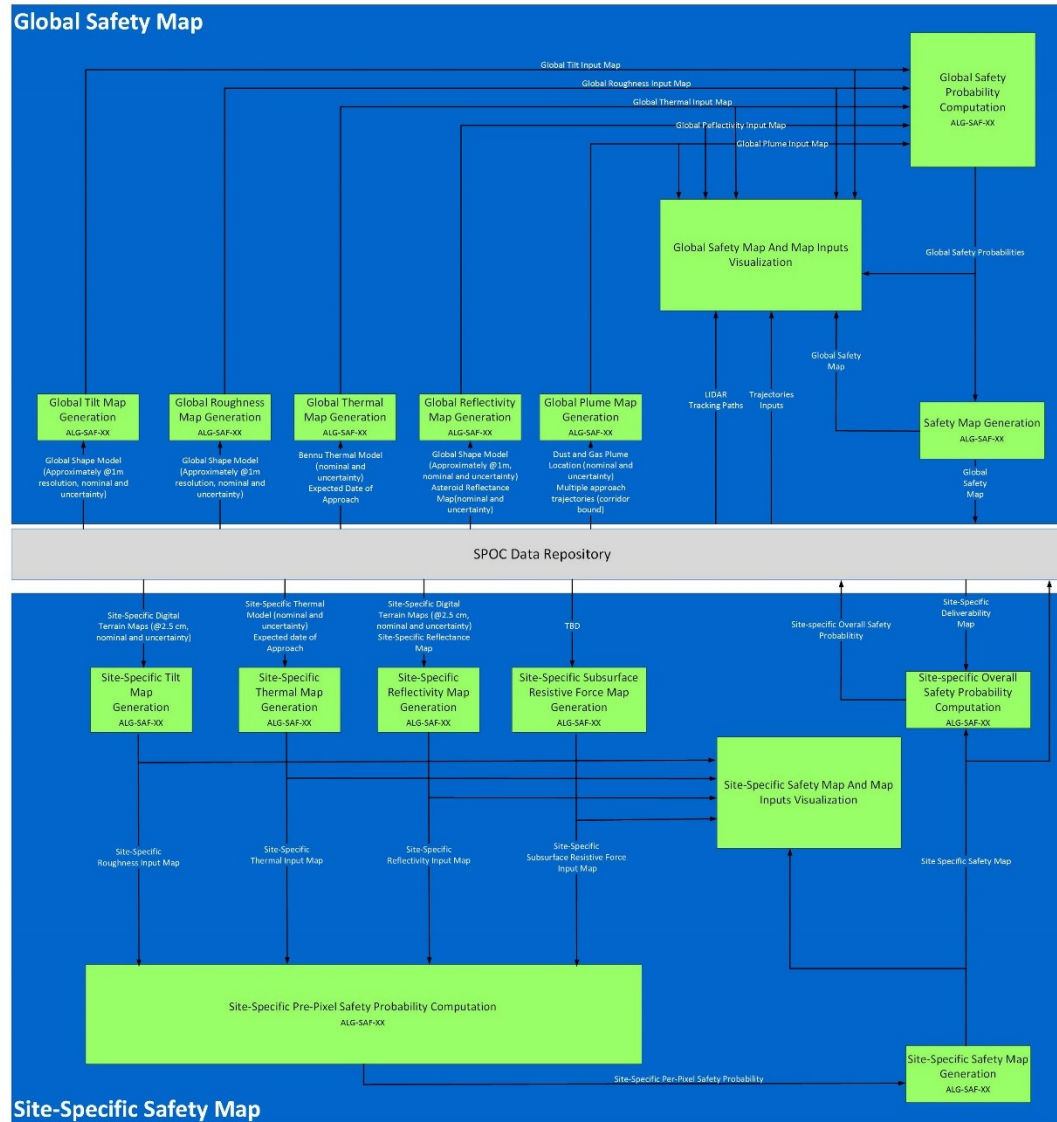 Global Safety Map
Global Tilt Input Map
Global Roughness Input Map
Global Thermal Input Map
Global Reflectivity Input Map
Global Plume Input Map
Global Safety
Probability
Computation
ALG-SAF-XX
Global Safety Map And Map Inputs
Visualization
Global Safety Probabilities
Global Safety
Map
LIDAR
Tracking Paths
Trajectories
Inputs
Global Tilt Map
Generation
ALG-SAF-XX
Global Roughness
Map Generation
ALG-SAF-XX
Global Thermal
Map Generation
ALG-SAF-XX
Global Reflectivity
Map Generation
ALG-SAF-XX
Global Plume Map
Generation
ALG-SAF-XX
Safety Map Generation
ALG-SAF-XX
Global Shape Model
(Approximately @1m
resolution, nominal and
uncertainty)
Global Shape Model
(Approximately @1m
resolution, nominal and
uncertainty)
Bennu Thermal Model
(nominal and
uncertainty)
Expected Date of
Approach
Global Shape Model
(Approximately @1m,
nominal and uncertainty)
Asteroid Reflectance
Map(nominal and
uncertainty)
Dust and Gas Plume
Location (nominal and
uncertainty)
Multiple approach
trajectories (corridor
bound)
Global
Safety
Map
SPOC Data Repository
Site-Specific Digital
Terrain Maps (@2.5 cm,
nominal and uncertainty)
Site-Specific Thermal
Model (nominal and
uncertainty)
Expected date of
Approach
Site-Specific Digital
Terrain Maps (@2.5 cm,
nominal and uncertainty)
Site-Specific Reflectance
Map
TBD
Site-specific Overall Safety
Probablitity
Site-Specific
Deliverability
Map
Site-Specific Tilt
Map
Generation
ALG-SAF-XX
Site-Specific
Thermal Map
Generation
ALG-SAF-XX
Site-Specific
Reflectivity Map
Generation
ALG-SAF-XX
Site-Specific Subsurface
Resistive Force Map
Generation
ALG-SAF-XX
Site-specific Overall
Safety Probability
Computation
ALG-SAF-XX
Site-Specific Safety Map And Map
Inputs Visualization
Site-Specific
Roughness Input Map
Site-Specific
Thermal Input Map
Site-Specific
Reflectivity Input Map
Site-Specific
Subsurface Resistive Force
Input Map
Site Specific Safety Map
Site-Specific Pre-Pixel Safety Probability Computation
ALG-SAF-XX
Site-Specific Per-Pixel Safety Probability
Site-Specific Safety Map
Generation
ALG-SAF-XX
Site-Specific Safety Map